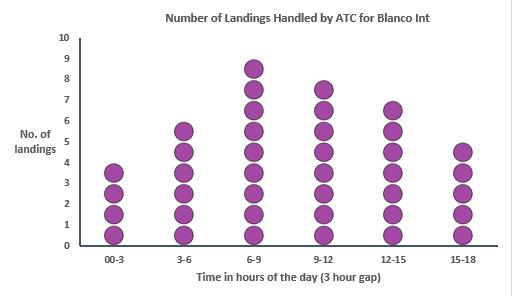 Number of Landings Handled by ATC for Blanco Int
10
9
8
7
6
5
4
3
2
1
0
No. of
landings
00-3 3-6 6-9 9-12 12-15 15-18
Time in hours of the day (3 hour gap)